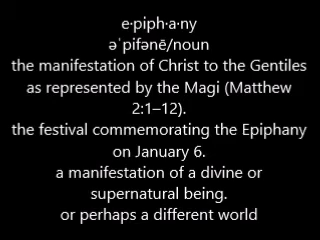 e·piph·a·ny
əˈpifənē/noun
the manifestation of Christ to the Gentiles
as represented by the Magi (Matthew
2:1–12).
the festival commemorating the Epiphany
on January 6.
a manifestation of a divine or
supernatural being.
or perhaps a different world